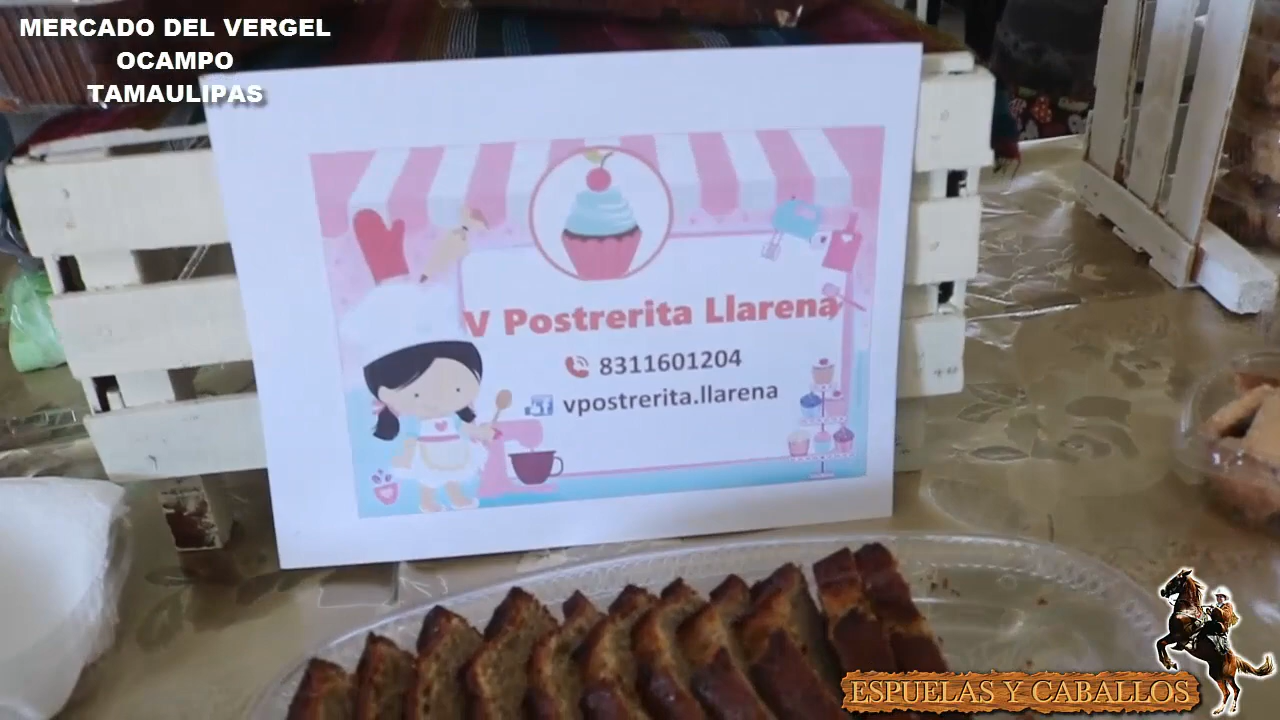 MERCADO DEL VERGEL
OCAMPO
TAMAULIPAS
V Postrerita Llarena
8311601204
vpostrerita.llarena
ESPUELAS Y CABALLOS